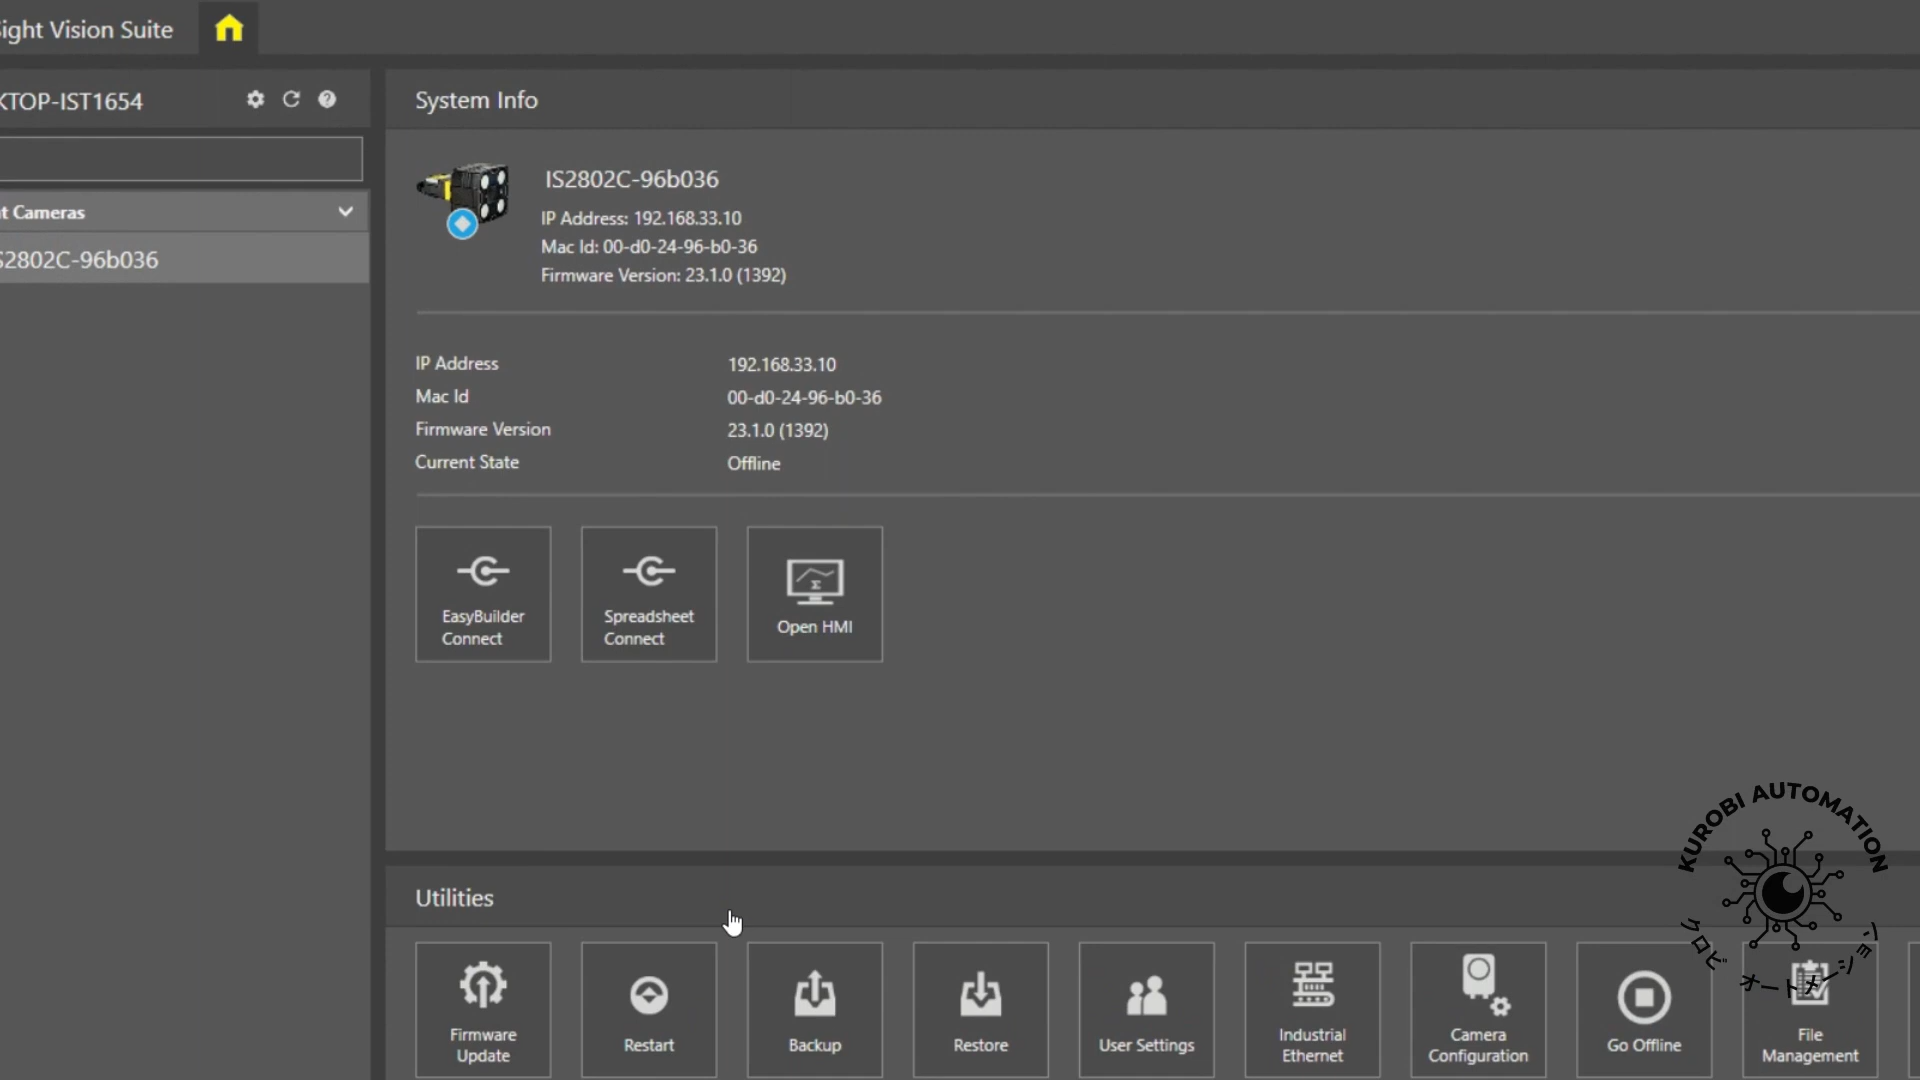 ight Vision Suite
KTOP-IST1654
System Info
t Cameras
S2802C-96b036
IS2802C-96b036
IP Address: 192.168.33.10
Mac Id: 00-d0-24-96-b0-36
Firmware Version: 23.1.0 (1392)
IP Address 192.168.33.10
Mac Id 00-d0-24-96-b0-36
Firmware Version 23.1.0 (1392)
Current State Offline
EasyBuilder
Connect
Spreadsheet
Connect
Open HMI
Utilities
Firmware
Update
Restart
Backup
Restore
User Settings
Industrial
Ethernet
Camera
Configuration
Go Offline
File
Management
KUROBI AUTOMATION
クロビ オートメーション